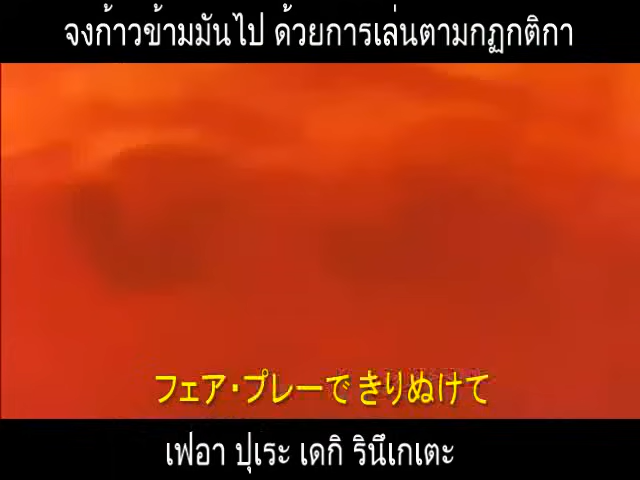 จงก้าวข้ามมันไป ด้วยการเล่นตามกฏกติกา
フェア・プレーで きりぬけて
เฟอา ปุเระ เดกิ รินึเกเตะ